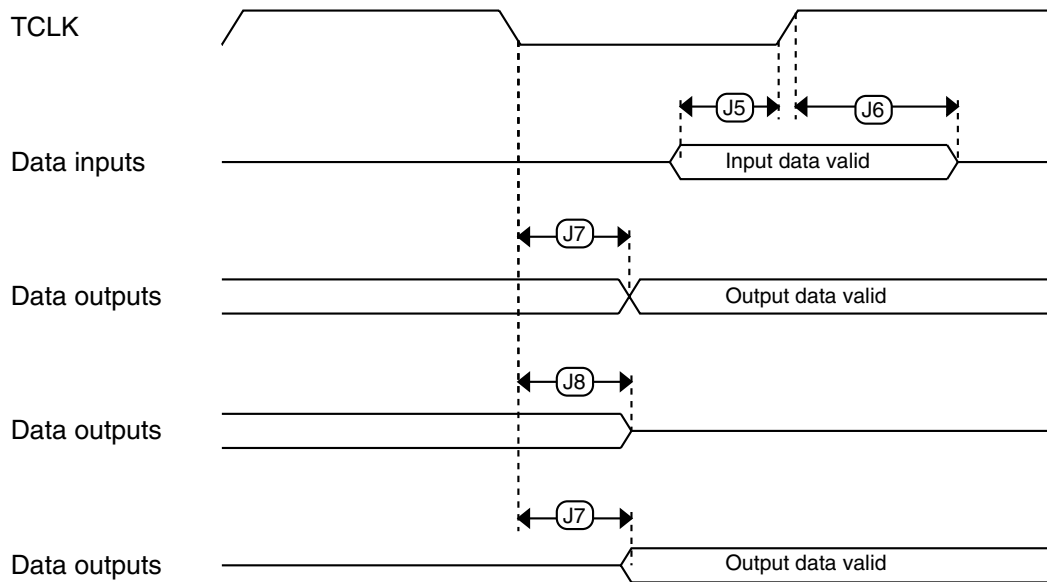 TCLK
J5
J6
Data inputs
Input data valid
J7
Data outputs
Output data valid
J8
Data outputs
J7
Data outputs
Output data valid